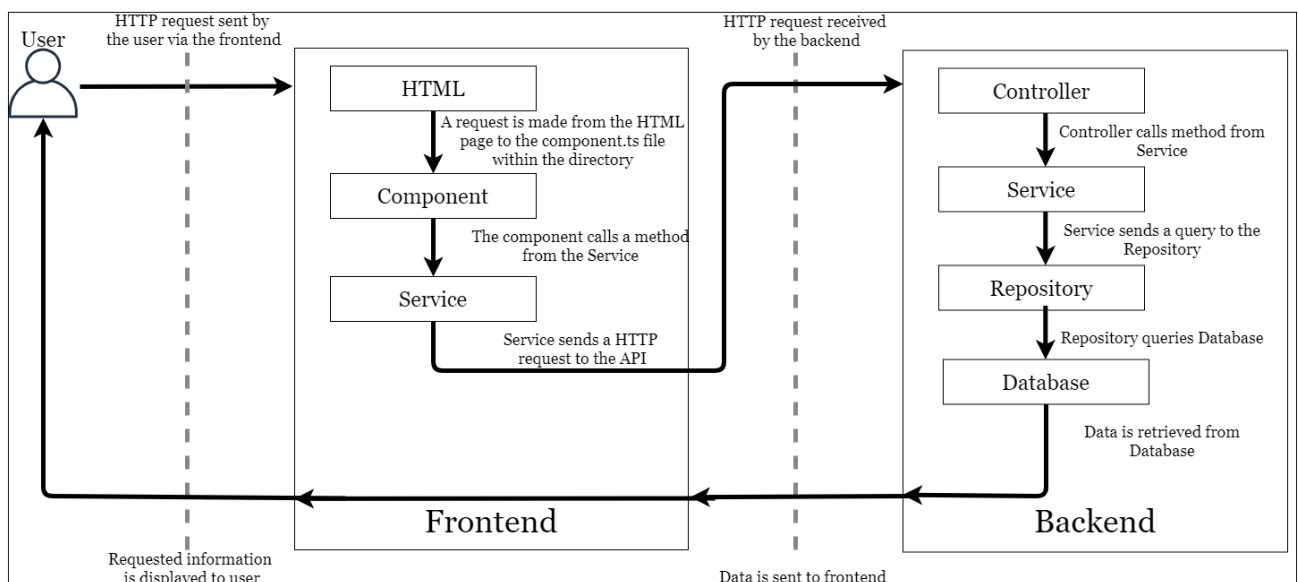 HTTP request sent by
the user via the frontend
HTTP request received
by the backend
User
HTML
Controller
A request is made from the HTML
page to the component.ts file
within the directory
Controller calls method from
Service
Component
Service
The component calls a method
from the Service
Service sends a query to the
Repository
Service
Repository
Service sends a HTTP
request to the API
Repository queries Database
Database
Data is retrieved from
Database
Frontend
Backend
Requested information
is displayed to user
Data is sent to frontend